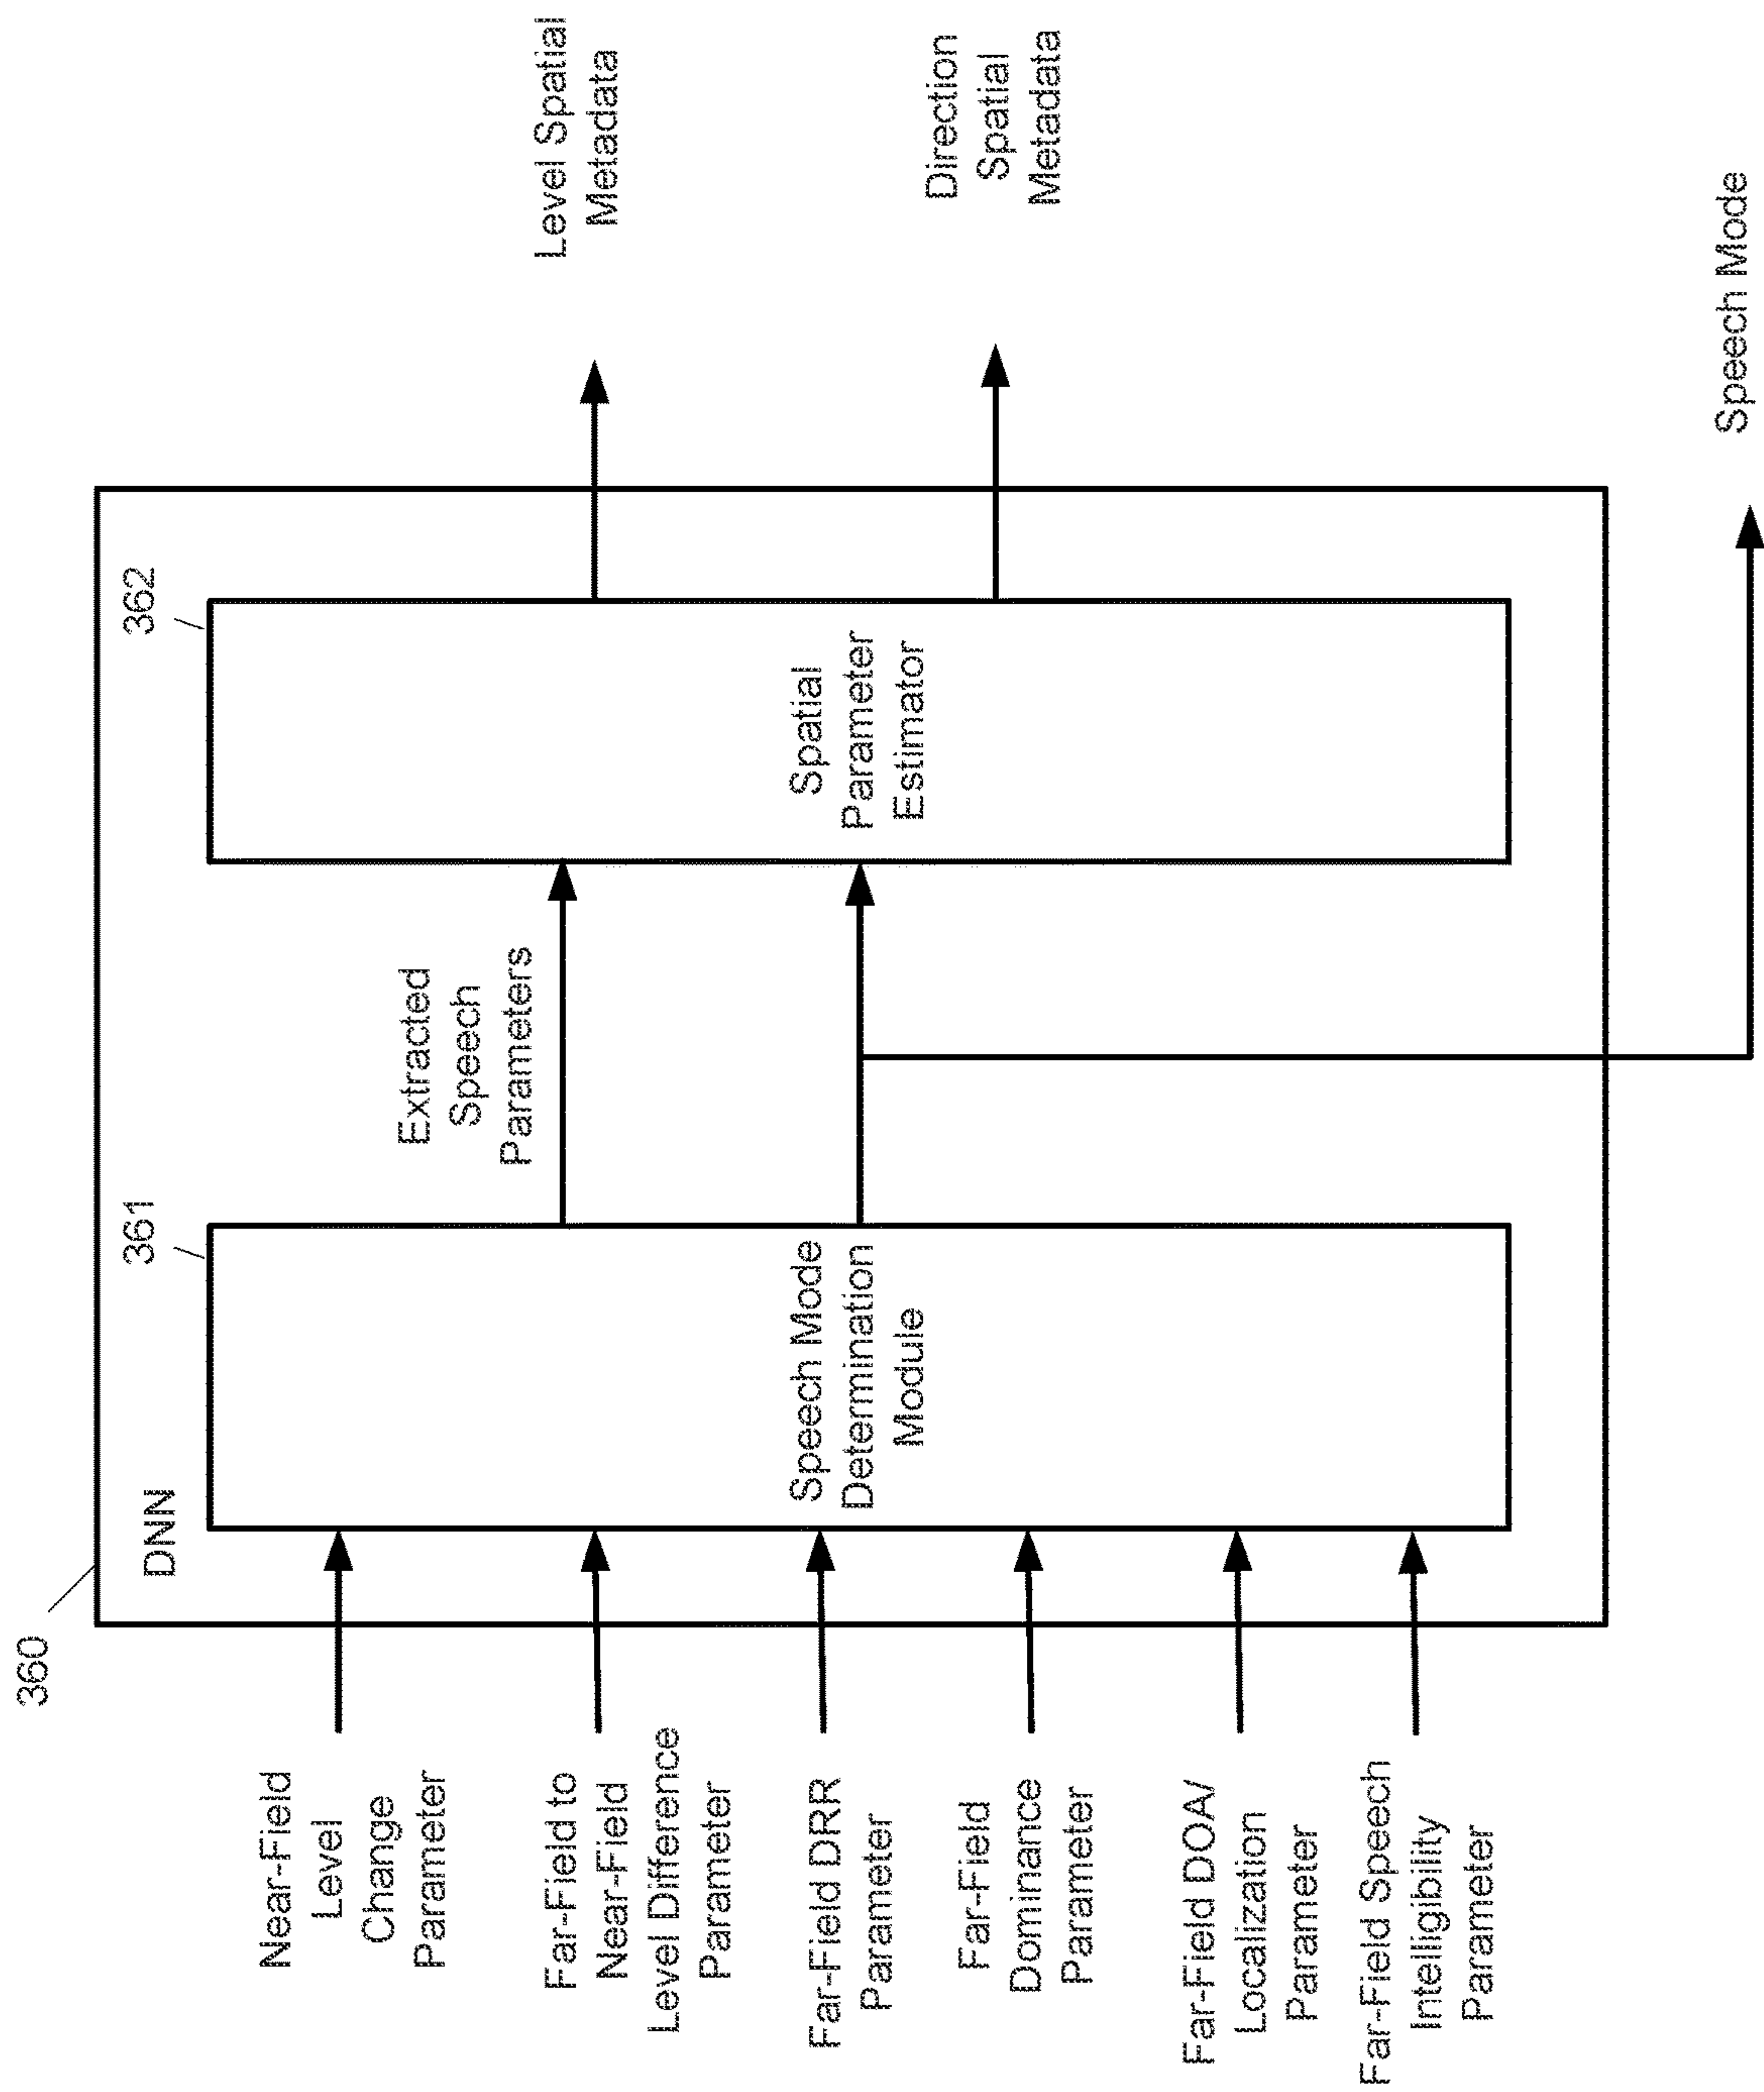 360
DNN
361
362
Near-Field
Level
Change
Parameter
Far-Field to
Near-Field
Level Difference
Parameter
Far-Field DRR
Parameter
Far-Field
Dominance
Parameter
Far-Field DOA/
Localization
Parameter
Far-Field Speech
Intelligibility
Parameter
Speech Mode
Determination
Module
Extracted
Speech
Parameters
Spatial
Parameter
Estimator
Level Spatial
Metadata
Direction
Spatial
Metadata
Speech Mode